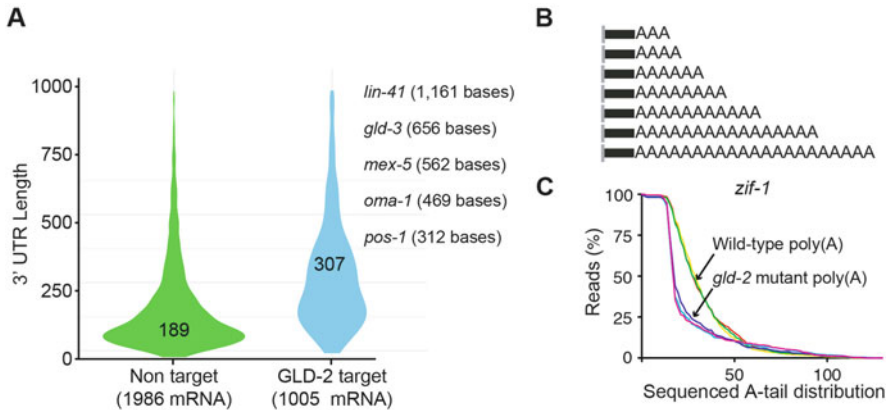 A
1000
750
500
250
0
3' UTR Length
189
307
Non target
(1986 mRNA)
GLD-2 target
(1005 mRNA)
lin-41 (1,161 bases)
gld-3 (656 bases)
mex-5 (562 bases)
oma-1 (469 bases)
pos-1 (312 bases)
B
AAA
AAAA
AAAAAA
AAAAAAAA
AAAAAAAAAAA
AAAAAAAAAAAAAAAA
AAAAAAAAAAAAAAAAAAAAA
C
zif-1
100
75
50
25
0
Reads (%)
Wild-type poly(A)
gld-2 mutant poly(A)
50
100
Sequenced A-tail distribution